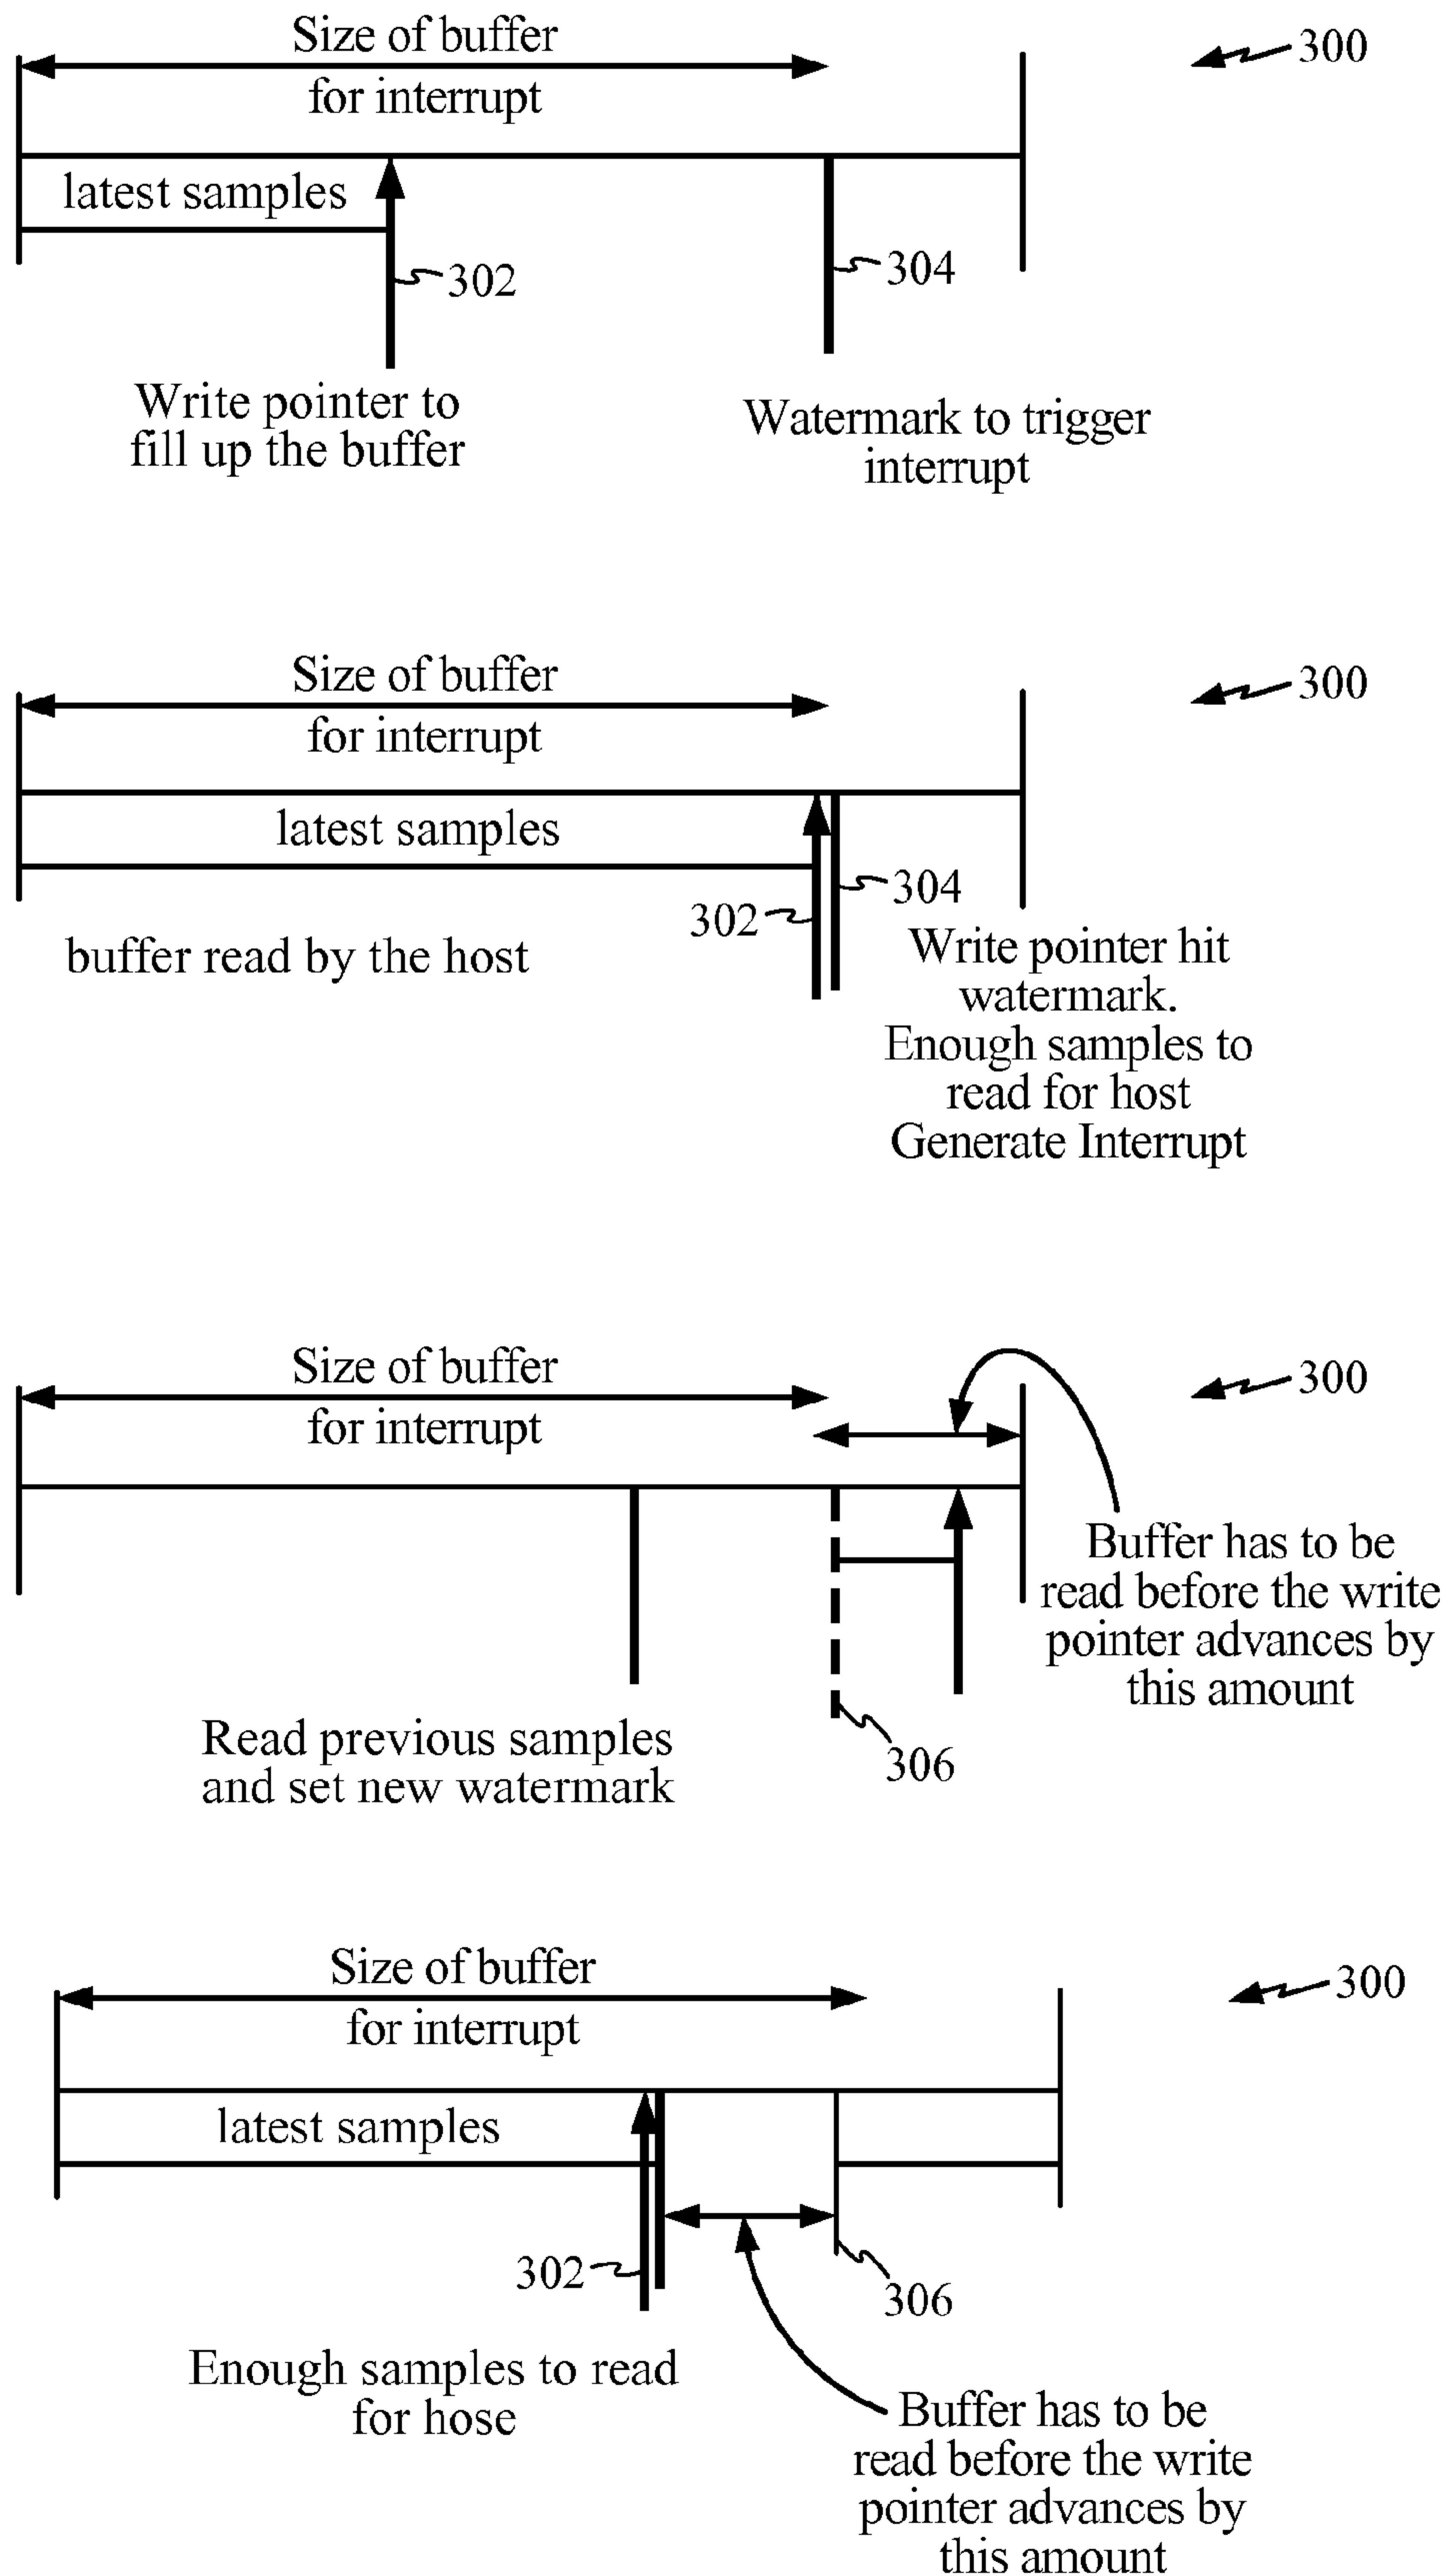 Size of buffer
for interrupt
300
latest samples
302
304
Write pointer to
fill up the buffer
Watermark to trigger
interrupt
Size of buffer
for interrupt
300
latest samples
304
302
buffer read by the host
Write pointer hit
watermark.
Enough samples to
read for host
Generate Interrupt
Size of buffer
for interrupt
300
Buffer has to be
read before the write
pointer advances by
this amount
Read previous samples
and set new watermark
306
Size of buffer
for interrupt
300
latest samples
302
306
Enough samples to read
for hose
Buffer has to be
read before the write
pointer advances by
this amount